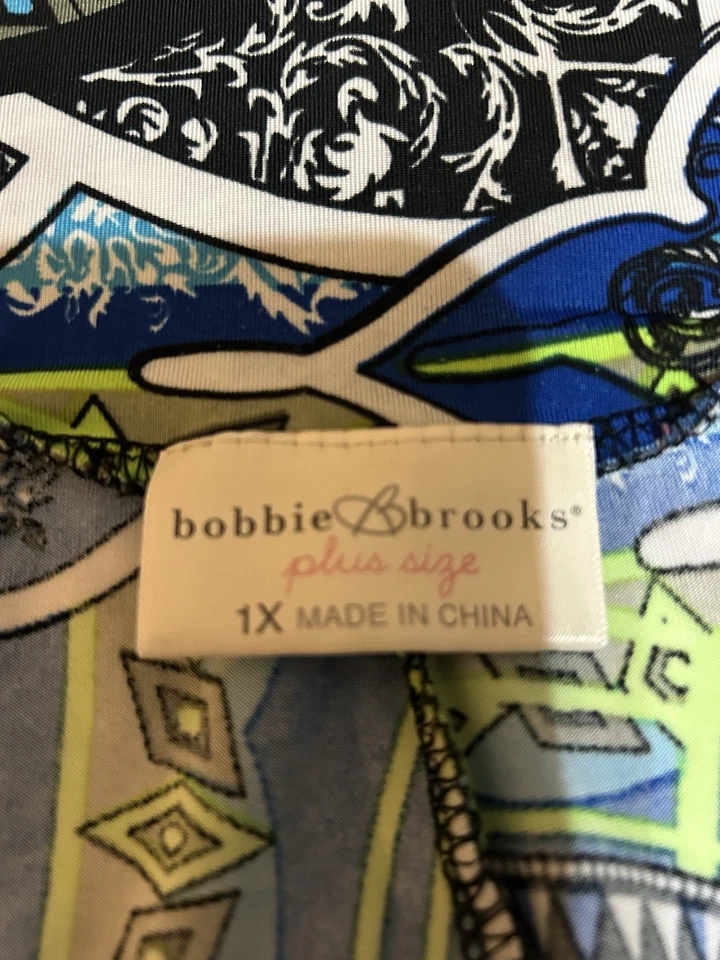 bobbie B brooks®
plus size
1X MADE IN CHINA